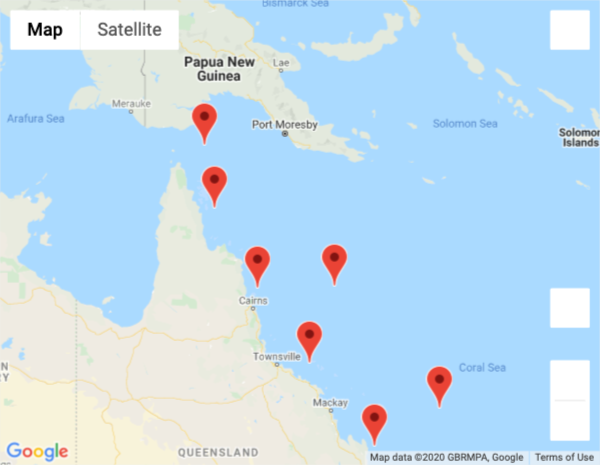 Bismarck Sea
Map
Satellite
Papua New
Guinea
Lae
Merauke
Arafura Sea
Port Moresby
Solomon Sea
Solomon
Islands
Cairns
Townsville
Coral Sea
Mackay
QUEENSLAND
Google
Map data ©2020 GBRMPA, Google
Terms of Use